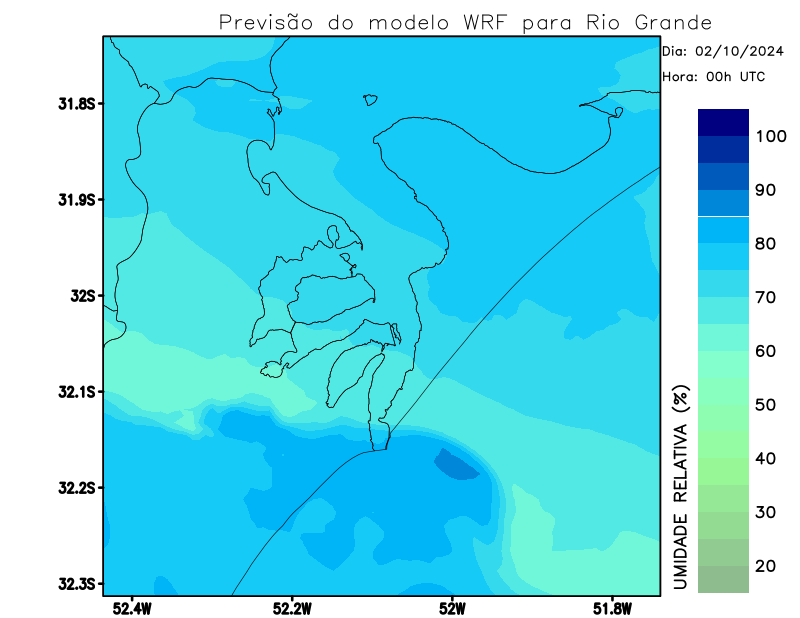 Previsão do modelo WRF para Rio Grande
Dia: 02/10/2024
Hora: 00h UTC
31.8S
31.9S
32S
32.1S
32.2S
32.3S
52.4W
52.2W
52W
51.8W
100
90
80
70
60
50
40
30
20
UMIDADE RELATIVA (%)